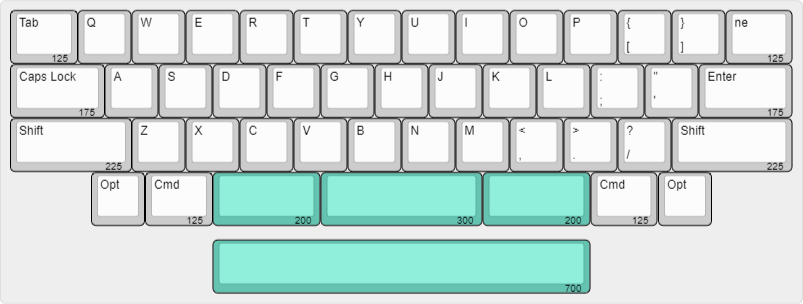 Tab Q W E R T Y U I O P { } ne
[ ]
125 125
Caps Lock A S D F G H J K L : " Enter
; '
175 175
Shift Z X C V B N M < > ? Shift
, . /
225 225
Opt Cmd Cmd Opt
125 200 300 200 125
700